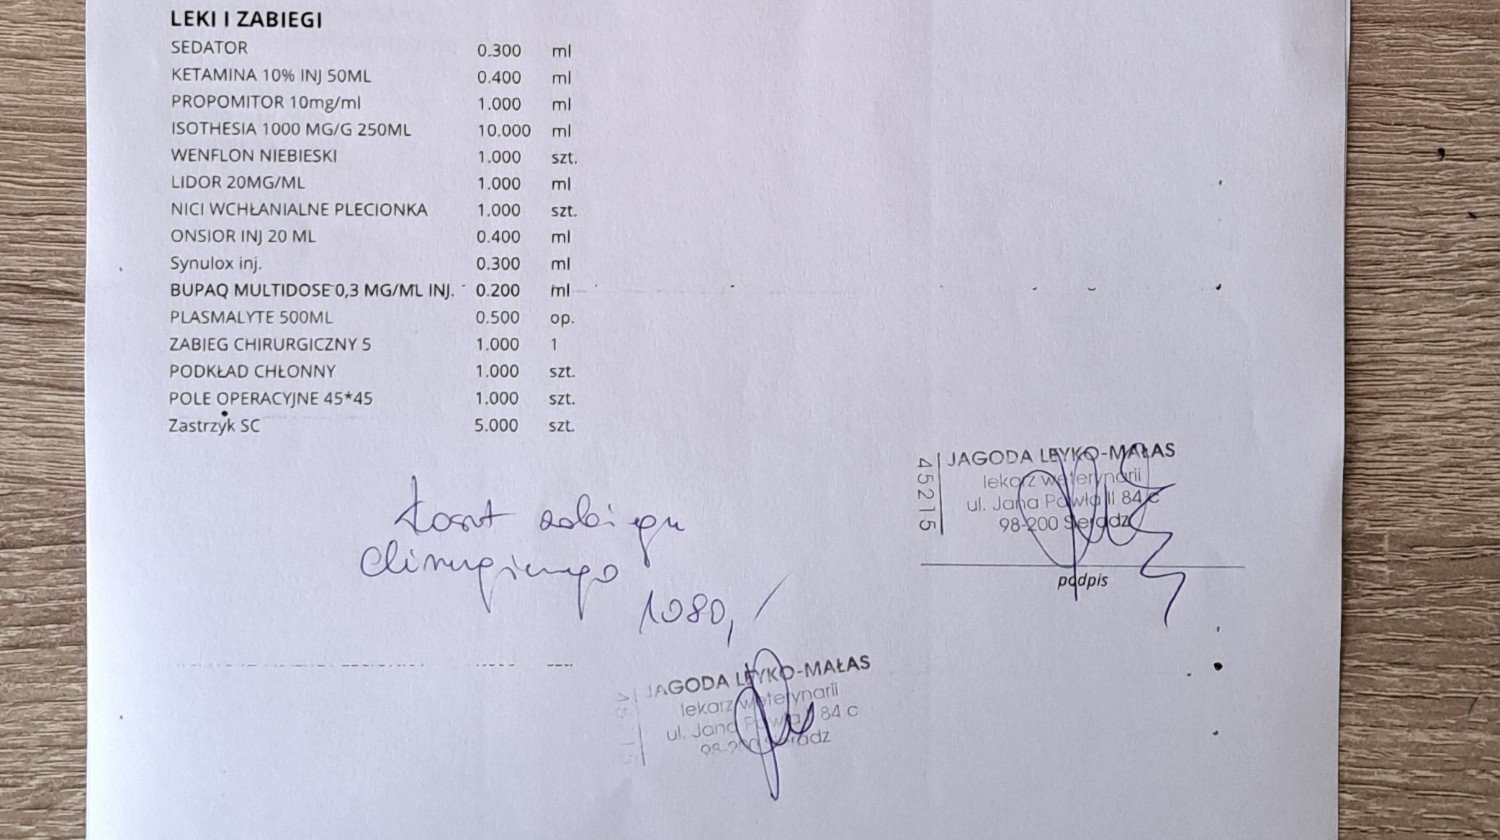 LEKI I ZABIEGI
SEDATOR 0.300 ml
KETAMINA 10% INJ 50ML 0.400 ml
PROPOMITOR 10mg/ml 1.000 ml
ISOTHESIA 1000 MG/G 250ML 10.000 ml
WENFLON NIEBIESKI 1.000 szt.
LIDOR 20MG/ML 1.000 ml
NICI WCHŁANIALNE PLECIONKA 1.000 szt.
ONSIOR INJ 20 ML 0.400 ml
Synulox inj. 0.300 ml
BUPAQ MULTIDOSE 0,3 MG/ML INJ. 0.200 ml
PLASMALYTE 500ML 0.500 op.
ZABIEG CHIRURGICZNY 5 1.000 1
PODKŁAD CHŁONNY 1.000 szt.
POLE OPERACYJNE 45*45 1.000 szt.
Zastrzyk SC 5.000 szt.
45215
JAGODA LEYKO-MAŁAS
lekarz weterynarii
ul. Jana Pawła II 84 c
98-200 Sieradz
podpis
koszt zabiegu
chirurgicznego
1080,-
JAGODA LEYKO-MAŁAS
lekarz weterynarii
ul. Jana Pawła II 84 c
98-200 Sieradz